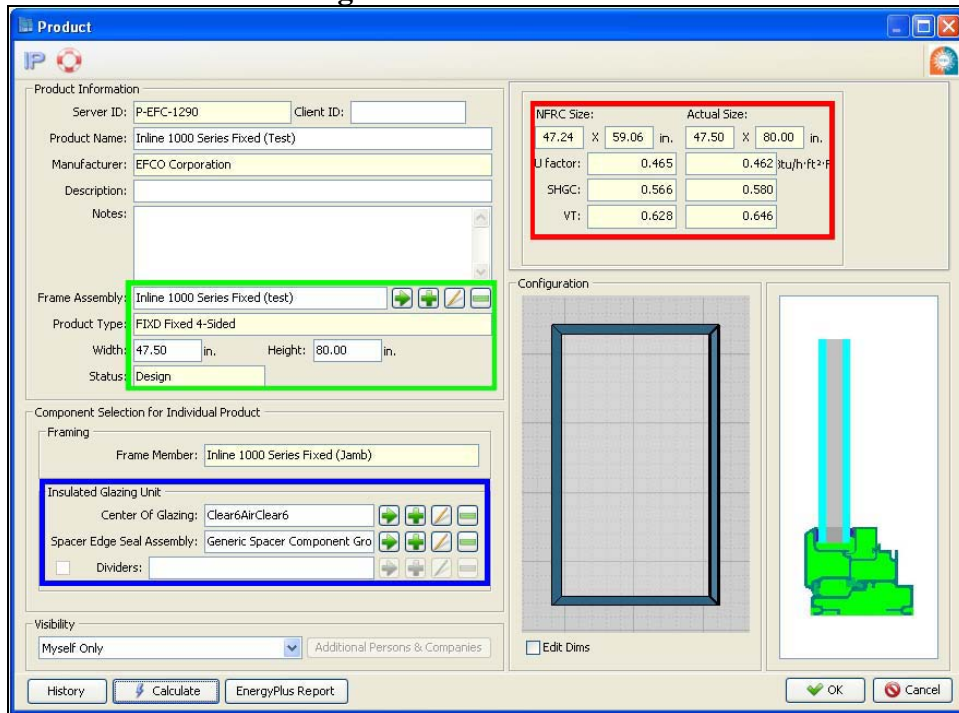 Product
IP
Product Information
Server ID: P-EFC-1290 Client ID:
Product Name: Inline 1000 Series Fixed (Test)
Manufacturer: EFCO Corporation
Description:
Notes:
Frame Assembly: Inline 1000 Series Fixed (test)
Product Type: FIXD Fixed 4-Sided
Width: 47.50 in. Height: 80.00 in.
Status: Design
NFRC Size: Actual Size:
47.24 X 59.06 in. 47.50 X 80.00 in.
U factor: 0.465 0.462 Btu/h·ft²·F
SHGC: 0.566 0.580
VT: 0.628 0.646
Component Selection for Individual Product
Framing
Frame Member: Inline 1000 Series Fixed (Jamb)
Insulated Glazing Unit
Center Of Glazing: Clear6AirClear6
Spacer Edge Seal Assembly: Generic Spacer Component Gro
Dividers:
Visibility
Myself Only Additional Persons & Companies
Configuration
Edit Dims
History Calculate EnergyPlus Report OK Cancel